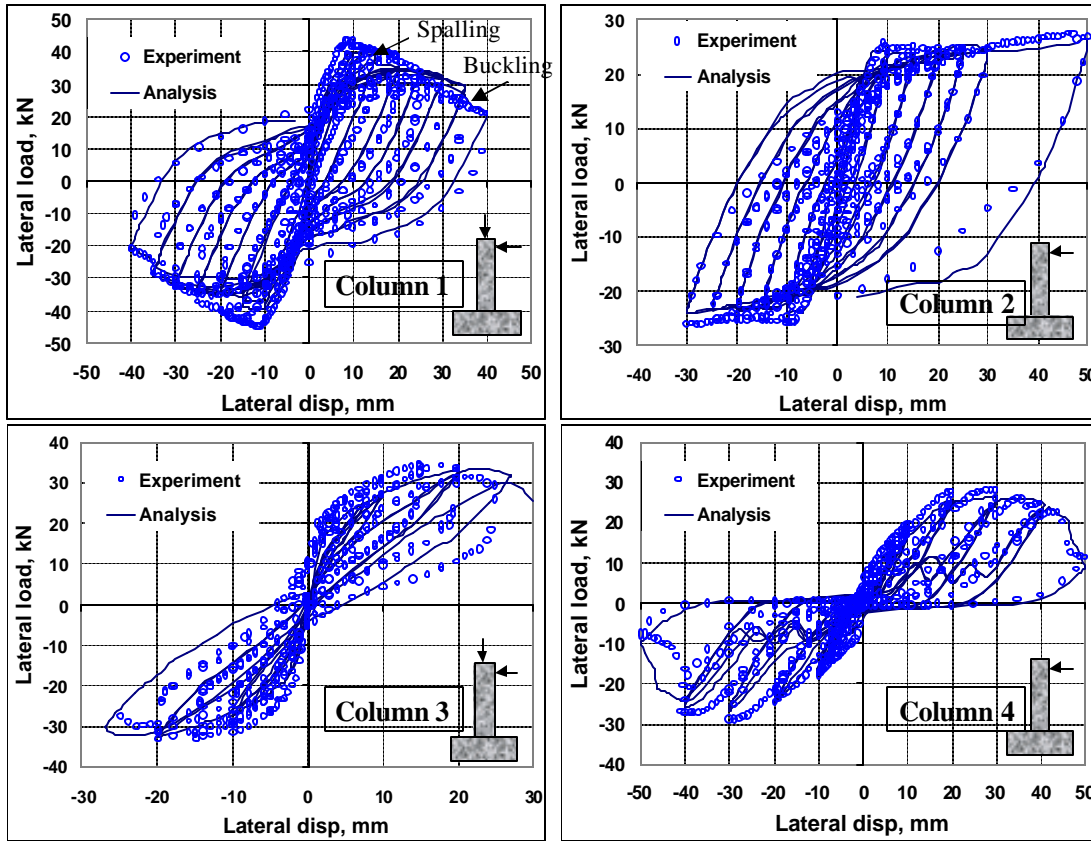 50
40
30
20
10
0
-10
-20
-30
-40
-50
Lateral load, kN
Experiment
Analysis
Spalling
Buckling
Column 1
-50 -40 -30 -20 -10 0 10 20 30 40 50
Lateral disp, mm
30
20
10
0
-10
-20
-30
Lateral load, kN
Experiment
Analysis
Column 2
-40 -30 -20 -10 0 10 20 30 40 50
Lateral disp, mm
40
30
20
10
0
-10
-20
-30
-40
Lateral load, kN
Experiment
Analysis
Column 3
-30 -20 -10 0 10 20 30
Lateral disp, mm
40
30
20
10
0
-10
-20
-30
-40
Lateral load, kN
Experiment
Analysis
Column 4
-50 -40 -30 -20 -10 0 10 20 30 40 50
Lateral disp, mm